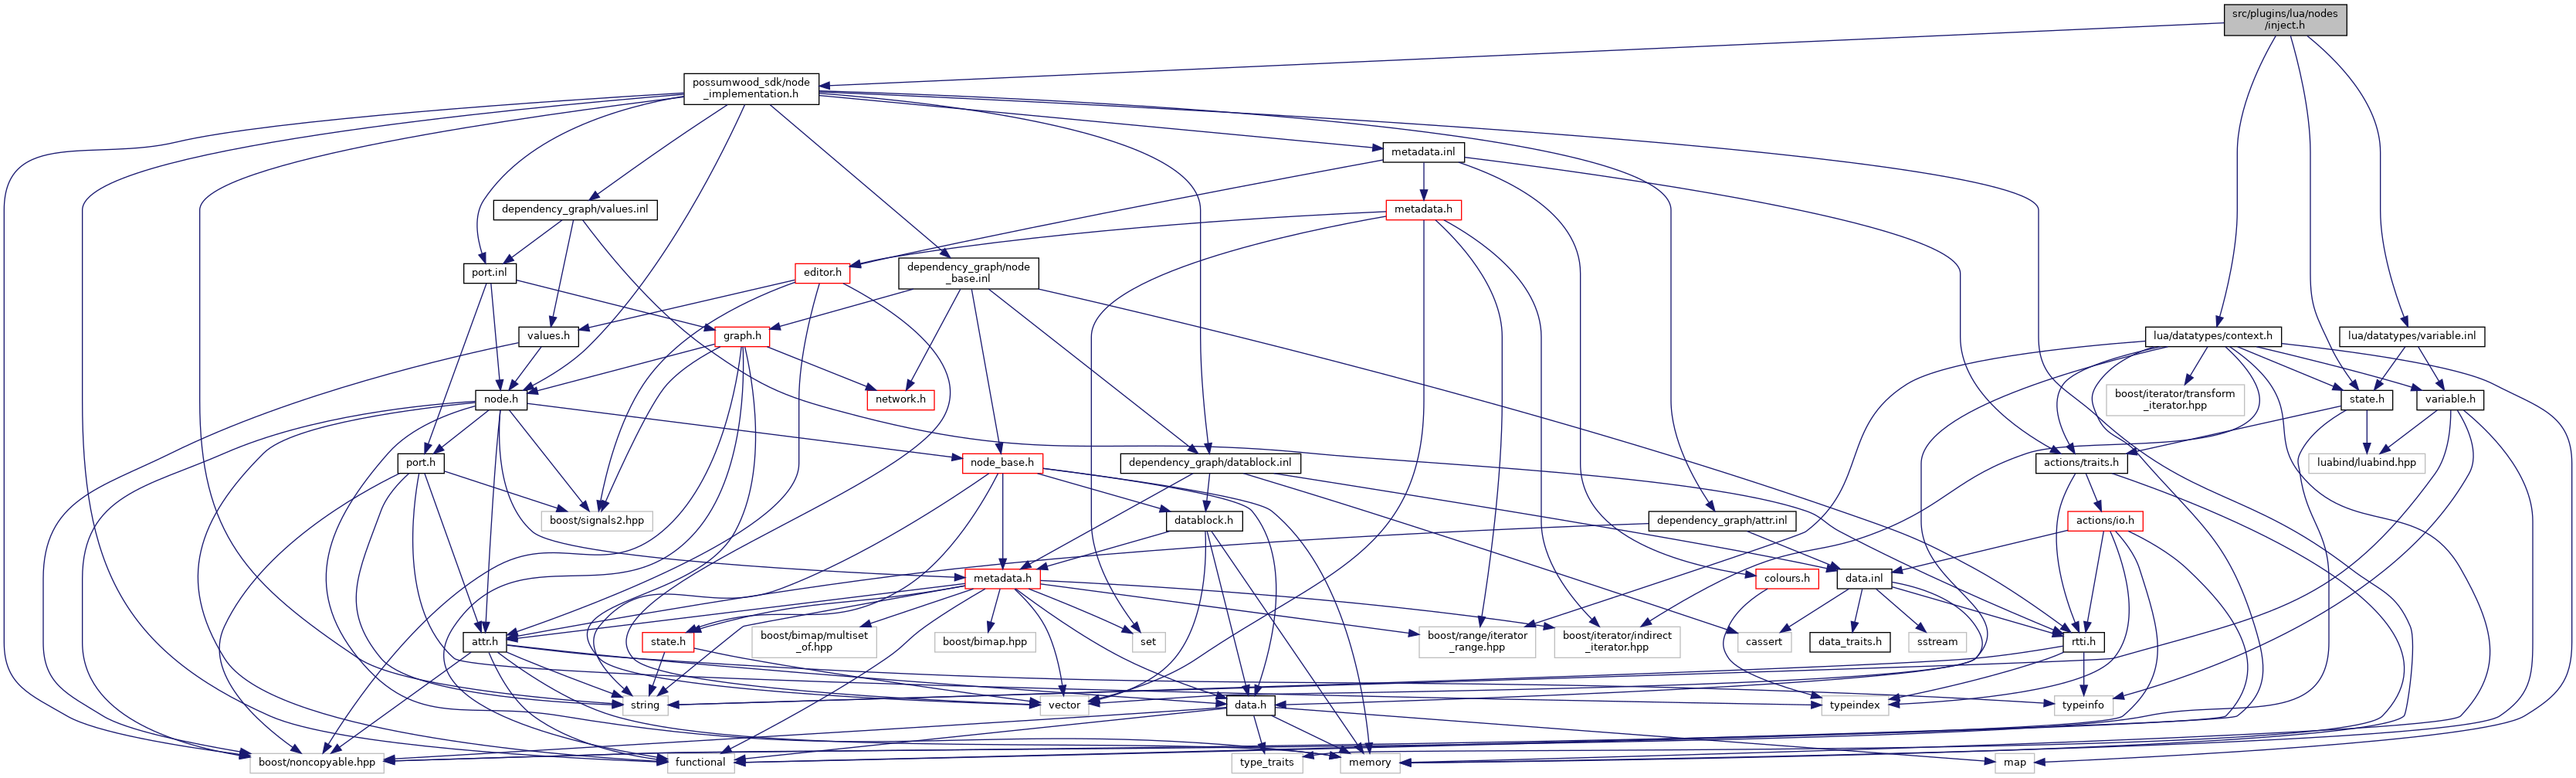 src/plugins/lua/nodes
/inject.h
possumwood_sdk/node
_implementation.h
metadata.inl
dependency_graph/values.inl
metadata.h
port.inl
editor.h
dependency_graph/node
_base.inl
values.h
graph.h
lua/datatypes/context.h
lua/datatypes/variable.inl
node.h
network.h
boost/iterator/transform
_iterator.hpp
state.h
variable.h
port.h
node_base.h
dependency_graph/datablock.inl
actions/traits.h
luabind/luabind.hpp
boost/signals2.hpp
datablock.h
dependency_graph/attr.inl
actions/io.h
metadata.h
colours.h
data.inl
attr.h
state.h
boost/bimap/multiset
_of.hpp
boost/bimap.hpp
set
boost/range/iterator
_range.hpp
boost/iterator/indirect
_iterator.hpp
cassert
data_traits.h
sstream
rtti.h
string
vector
data.h
typeindex
typeinfo
boost/noncopyable.hpp
functional
type_traits
memory
map